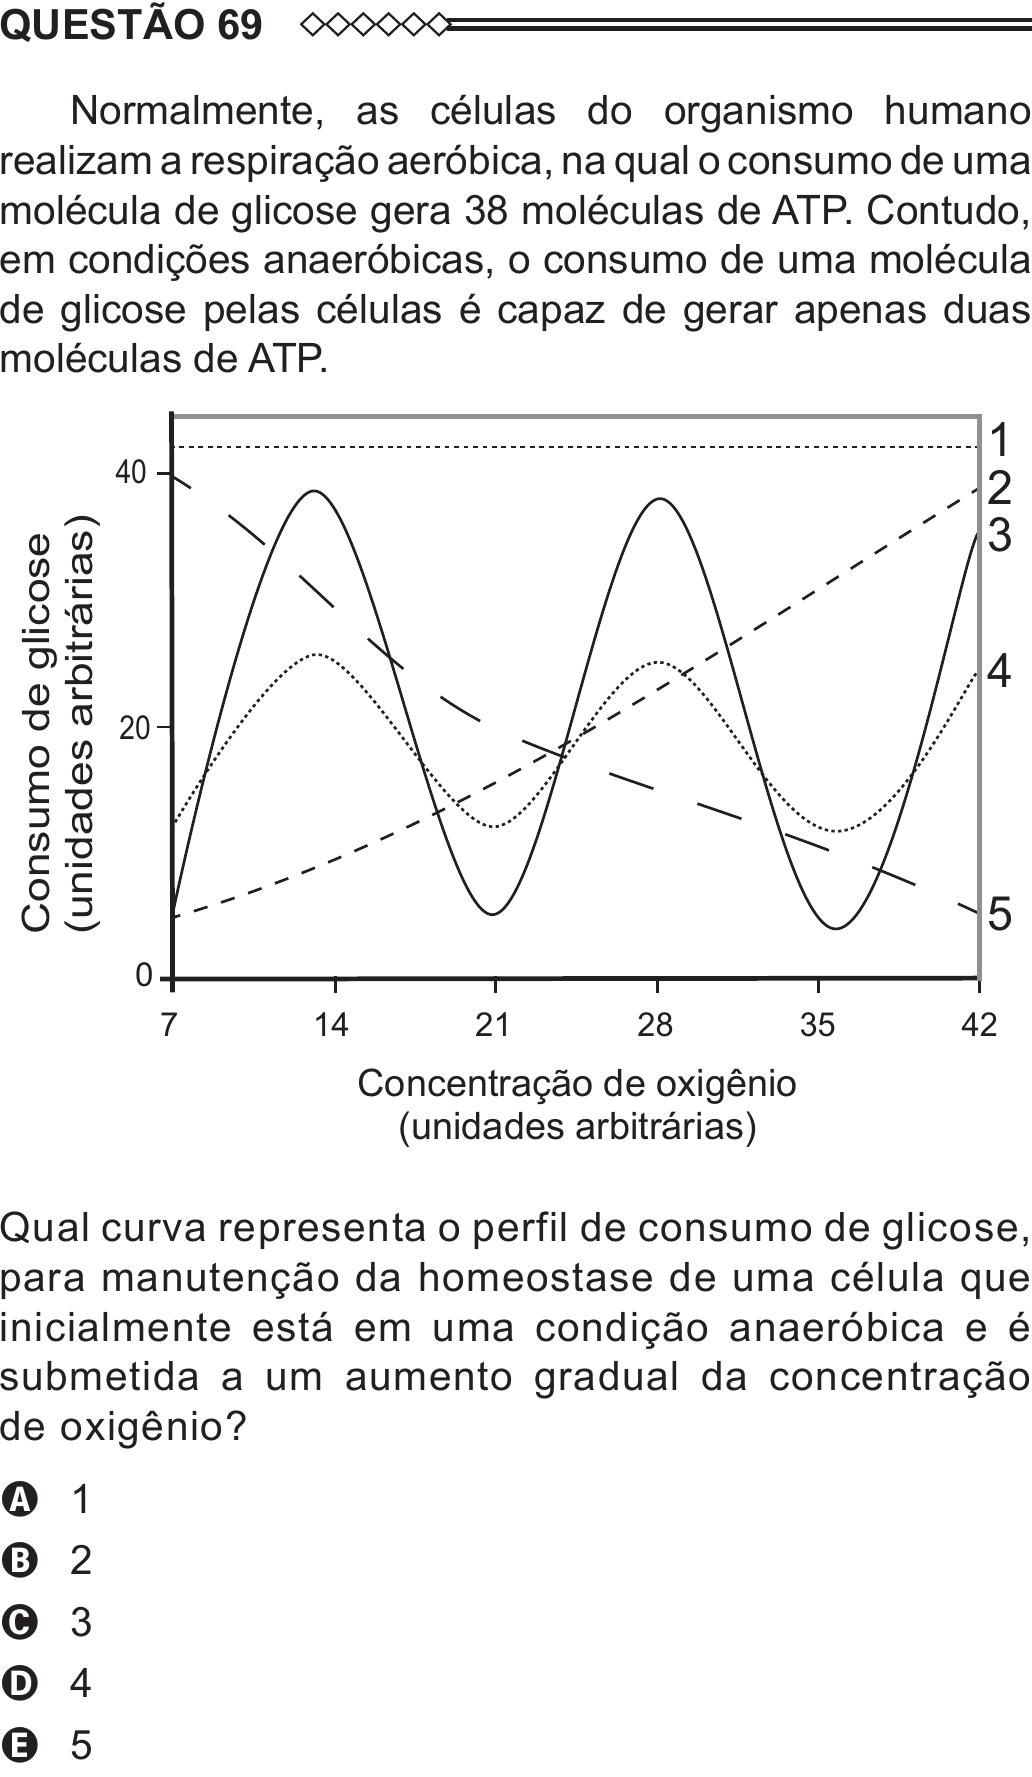 QUESTÃO 69
Normalmente, as células do organismo humano
realizam a respiração aeróbica, na qual o consumo de uma
molécula de glicose gera 38 moléculas de ATP. Contudo,
em condições anaeróbicas, o consumo de uma molécula
de glicose pelas células é capaz de gerar apenas duas
moléculas de ATP.
Consumo de glicose
(unidades arbitrárias)
40
20
0
1
2
3
4
5
7 14 21 28 35 42
Concentração de oxigênio
(unidades arbitrárias)
Qual curva representa o perfil de consumo de glicose,
para manutenção da homeostase de uma célula que
inicialmente está em uma condição anaeróbica e é
submetida a um aumento gradual da concentração
de oxigênio?
A 1
B 2
C 3
D 4
E 5